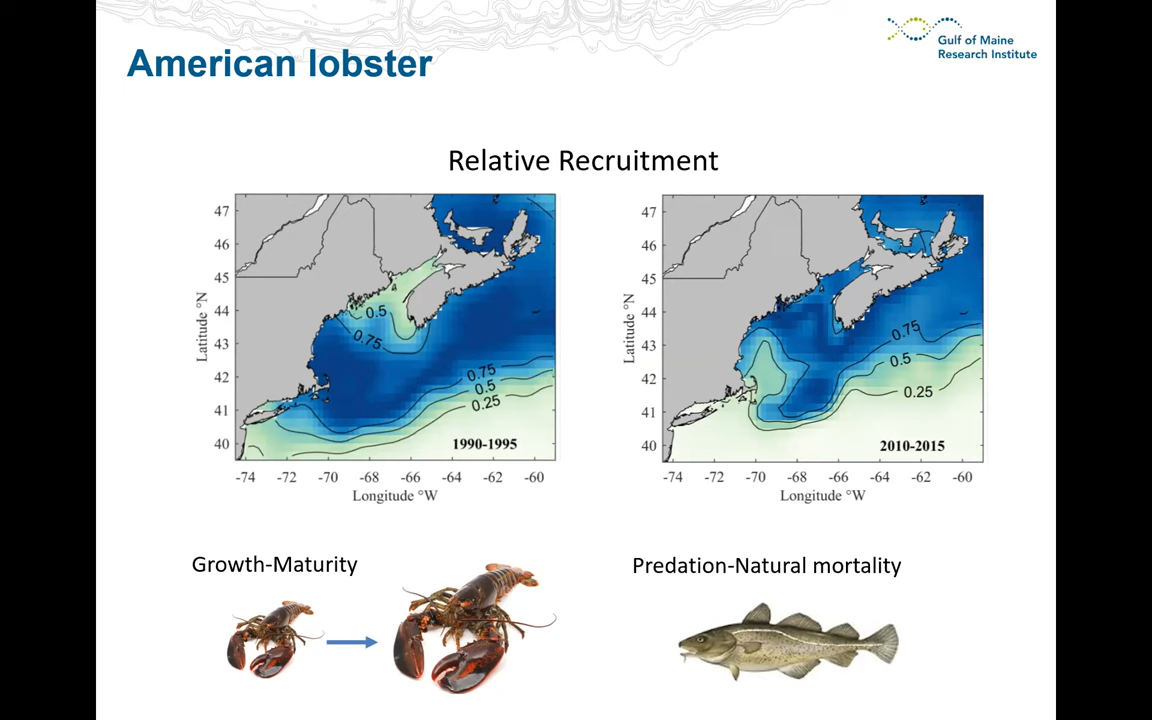 American lobster
Gulf of Maine
Research Institute
Relative Recruitment
47
46
45
44
43
42
41
40
Latitude °N
0.5
0.75
0.75
0.5
0.25
1990-1995
-74 -72 -70 -68 -66 -64 -62 -60
Longitude °W
47
46
45
44
43
42
41
40
Latitude °N
0.75
0.5
0.25
2010-2015
-74 -72 -70 -68 -66 -64 -62 -60
Longitude °W
Growth-Maturity
Predation-Natural mortality